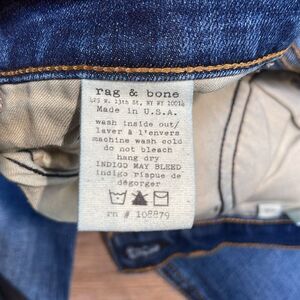 rag & bone
425 W. 13th St, NY NY 10014
Made in U.S.A.
wash inside out/
laver à l'envers
machine wash cold
do not bleach
hang dry
INDIGO MAY BLEED
indigo risque de
dégorger
rn # 108879